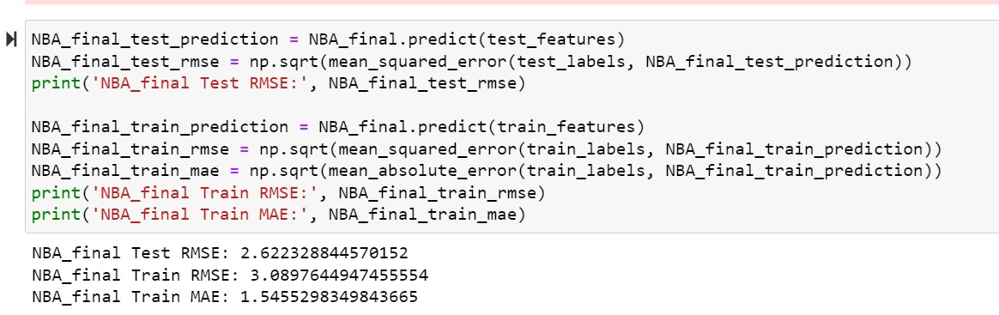 NBA_final_test_prediction = NBA_final.predict(test_features)
NBA_final_test_rmse = np.sqrt(mean_squared_error(test_labels, NBA_final_test_prediction))
print('NBA_final Test RMSE:', NBA_final_test_rmse)
NBA_final_train_prediction = NBA_final.predict(train_features)
NBA_final_train_rmse = np.sqrt(mean_squared_error(train_labels, NBA_final_train_prediction))
NBA_final_train_mae = np.sqrt(mean_absolute_error(train_labels, NBA_final_train_prediction))
print('NBA_final Train RMSE:', NBA_final_train_rmse)
print('NBA_final Train MAE:', NBA_final_train_mae)
NBA_final Test RMSE: 2.622328844570152
NBA_final Train RMSE: 3.0897644947455554
NBA_final Train MAE: 1.5455298349843665